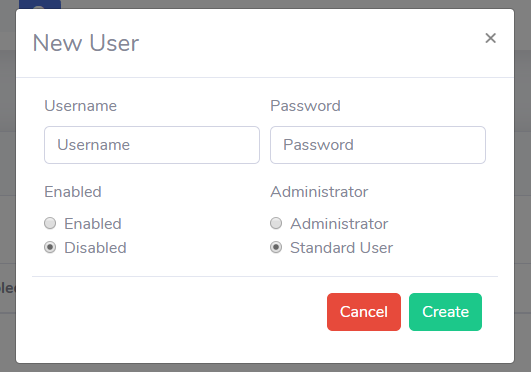 New User
×
Username Password
Username Password
Enabled Administrator
Enabled Administrator
Disabled Standard User
Cancel Create